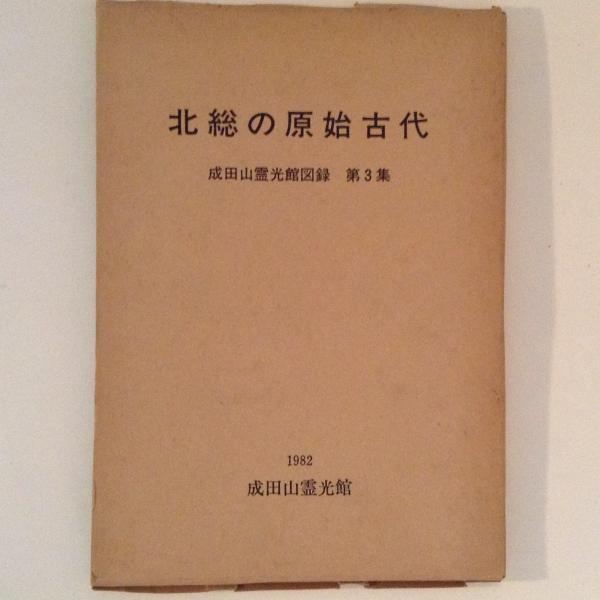 北総の原始古代
成田山霊光館図録　第3集
1982
成田山霊光館